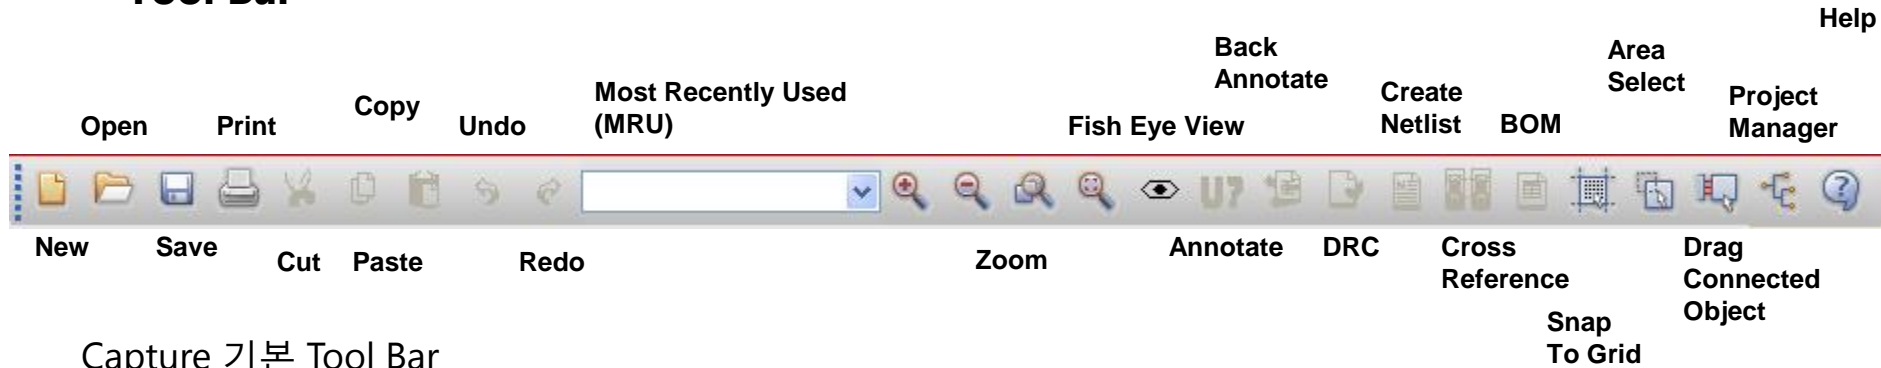 Tool Bar
Help
Back
Annotate
Area
Select
Most Recently Used
(MRU)
Create
Netlist
Project
Manager
Open
Print
Copy
Undo
Fish Eye View
BOM
U?
New
Save
Cut
Paste
Redo
Zoom
Annotate
DRC
Cross
Reference
Drag
Connected
Object
Snap
To Grid
Capture 기본 Tool Bar